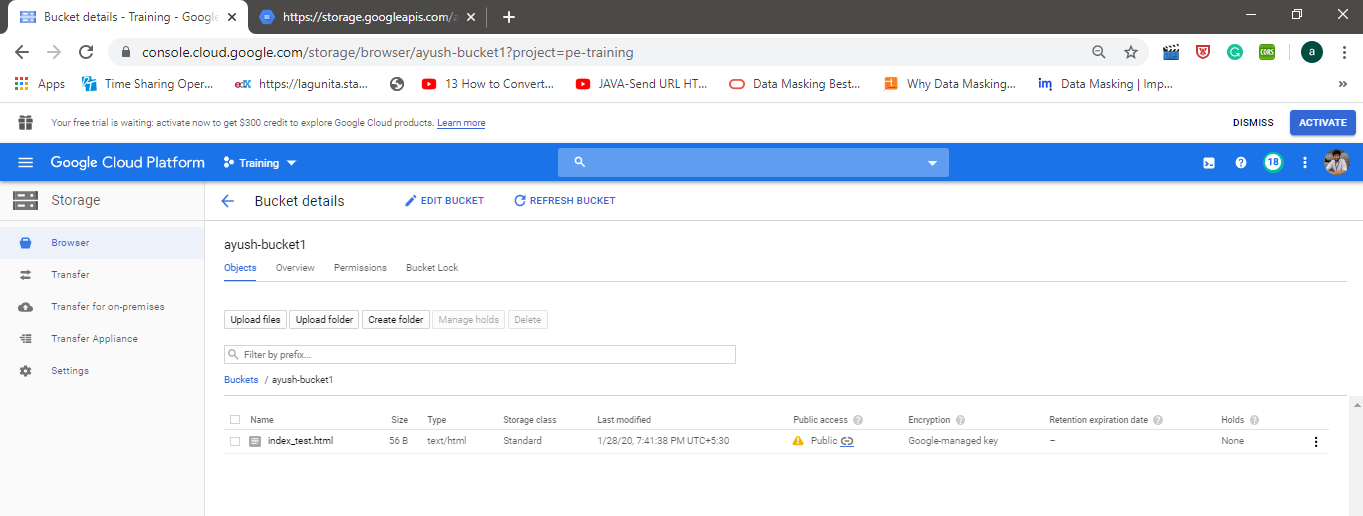 Bucket details - Training - Googl
https://storage.googleapis.com/a
console.cloud.google.com/storage/browser/ayush-bucket1?project=pe-training
a
Apps
Time Sharing Oper...
edX
https://lagunita.sta...
13 How to Convert...
JAVA-Send URL HT...
Data Masking Best...
Why Data Masking...
im
Data Masking | Imp...
»
Your free trial is waiting: activate now to get $300 credit to explore Google Cloud products. Learn more
DISMISS
ACTIVATE
Google Cloud Platform
Training
18
Storage
Bucket details
EDIT BUCKET
REFRESH BUCKET
Browser
Transfer
Transfer for on-premises
Transfer Appliance
Settings
ayush-bucket1
Objects Overview Permissions Bucket Lock
Upload files Upload folder Create folder Manage holds Delete
Filter by prefix...
Buckets / ayush-bucket1
Name Size Type Storage class Last modified Public access Encryption Retention expiration date Holds
index_test.html 56 B text/html Standard 1/28/20, 7:41:38 PM UTC+5:30 Public Google-managed key – None